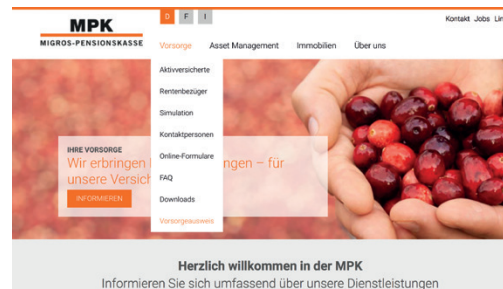 D F I
Kontakt Jobs
MPK
MIGROS-PENSIONSKASSE
Vorsorge Asset Management Immobilien Über uns
Aktivversicherte
Rentenbezüger
Simulation
Kontaktpersonen
Online-Formulare
FAQ
Downloads
Vorsorgeausweis
IHRE VORSORGE
Wir erbringen ngen – für
unsere Versich
INFORMIEREN
Herzlich willkommen in der MPK
Informieren Sie sich umfassend über unsere Dienstleistungen